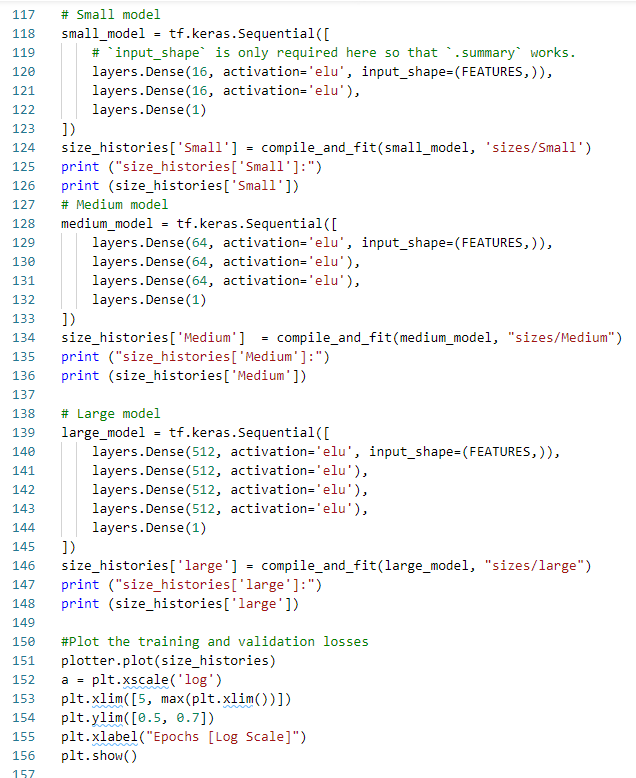 117 # Small model
118 small_model = tf.keras.Sequential([
119     # `input_shape` is only required here so that `.summary` works.
120     layers.Dense(16, activation='elu', input_shape=(FEATURES,)),
121     layers.Dense(16, activation='elu'),
122     layers.Dense(1)
123 ])
124 size_histories['Small'] = compile_and_fit(small_model, 'sizes/Small')
125 print ("size_histories['Small']:")
126 print (size_histories['Small'])
127 # Medium model
128 medium_model = tf.keras.Sequential([
129     layers.Dense(64, activation='elu', input_shape=(FEATURES,)),
130     layers.Dense(64, activation='elu'),
131     layers.Dense(64, activation='elu'),
132     layers.Dense(1)
133 ])
134 size_histories['Medium']  = compile_and_fit(medium_model, "sizes/Medium")
135 print ("size_histories['Medium']:")
136 print (size_histories['Medium'])
137
138 # Large model
139 large_model = tf.keras.Sequential([
140     layers.Dense(512, activation='elu', input_shape=(FEATURES,)),
141     layers.Dense(512, activation='elu'),
142     layers.Dense(512, activation='elu'),
143     layers.Dense(512, activation='elu'),
144     layers.Dense(1)
145 ])
146 size_histories['large'] = compile_and_fit(large_model, "sizes/large")
147 print ("size_histories['large']:")
148 print (size_histories['large'])
149
150 #Plot the training and validation losses
151 plotter.plot(size_histories)
152 a = plt.xscale('log')
153 plt.xlim([5, max(plt.xlim())])
154 plt.ylim([0.5, 0.7])
155 plt.xlabel("Epochs [Log Scale]")
156 plt.show()
157